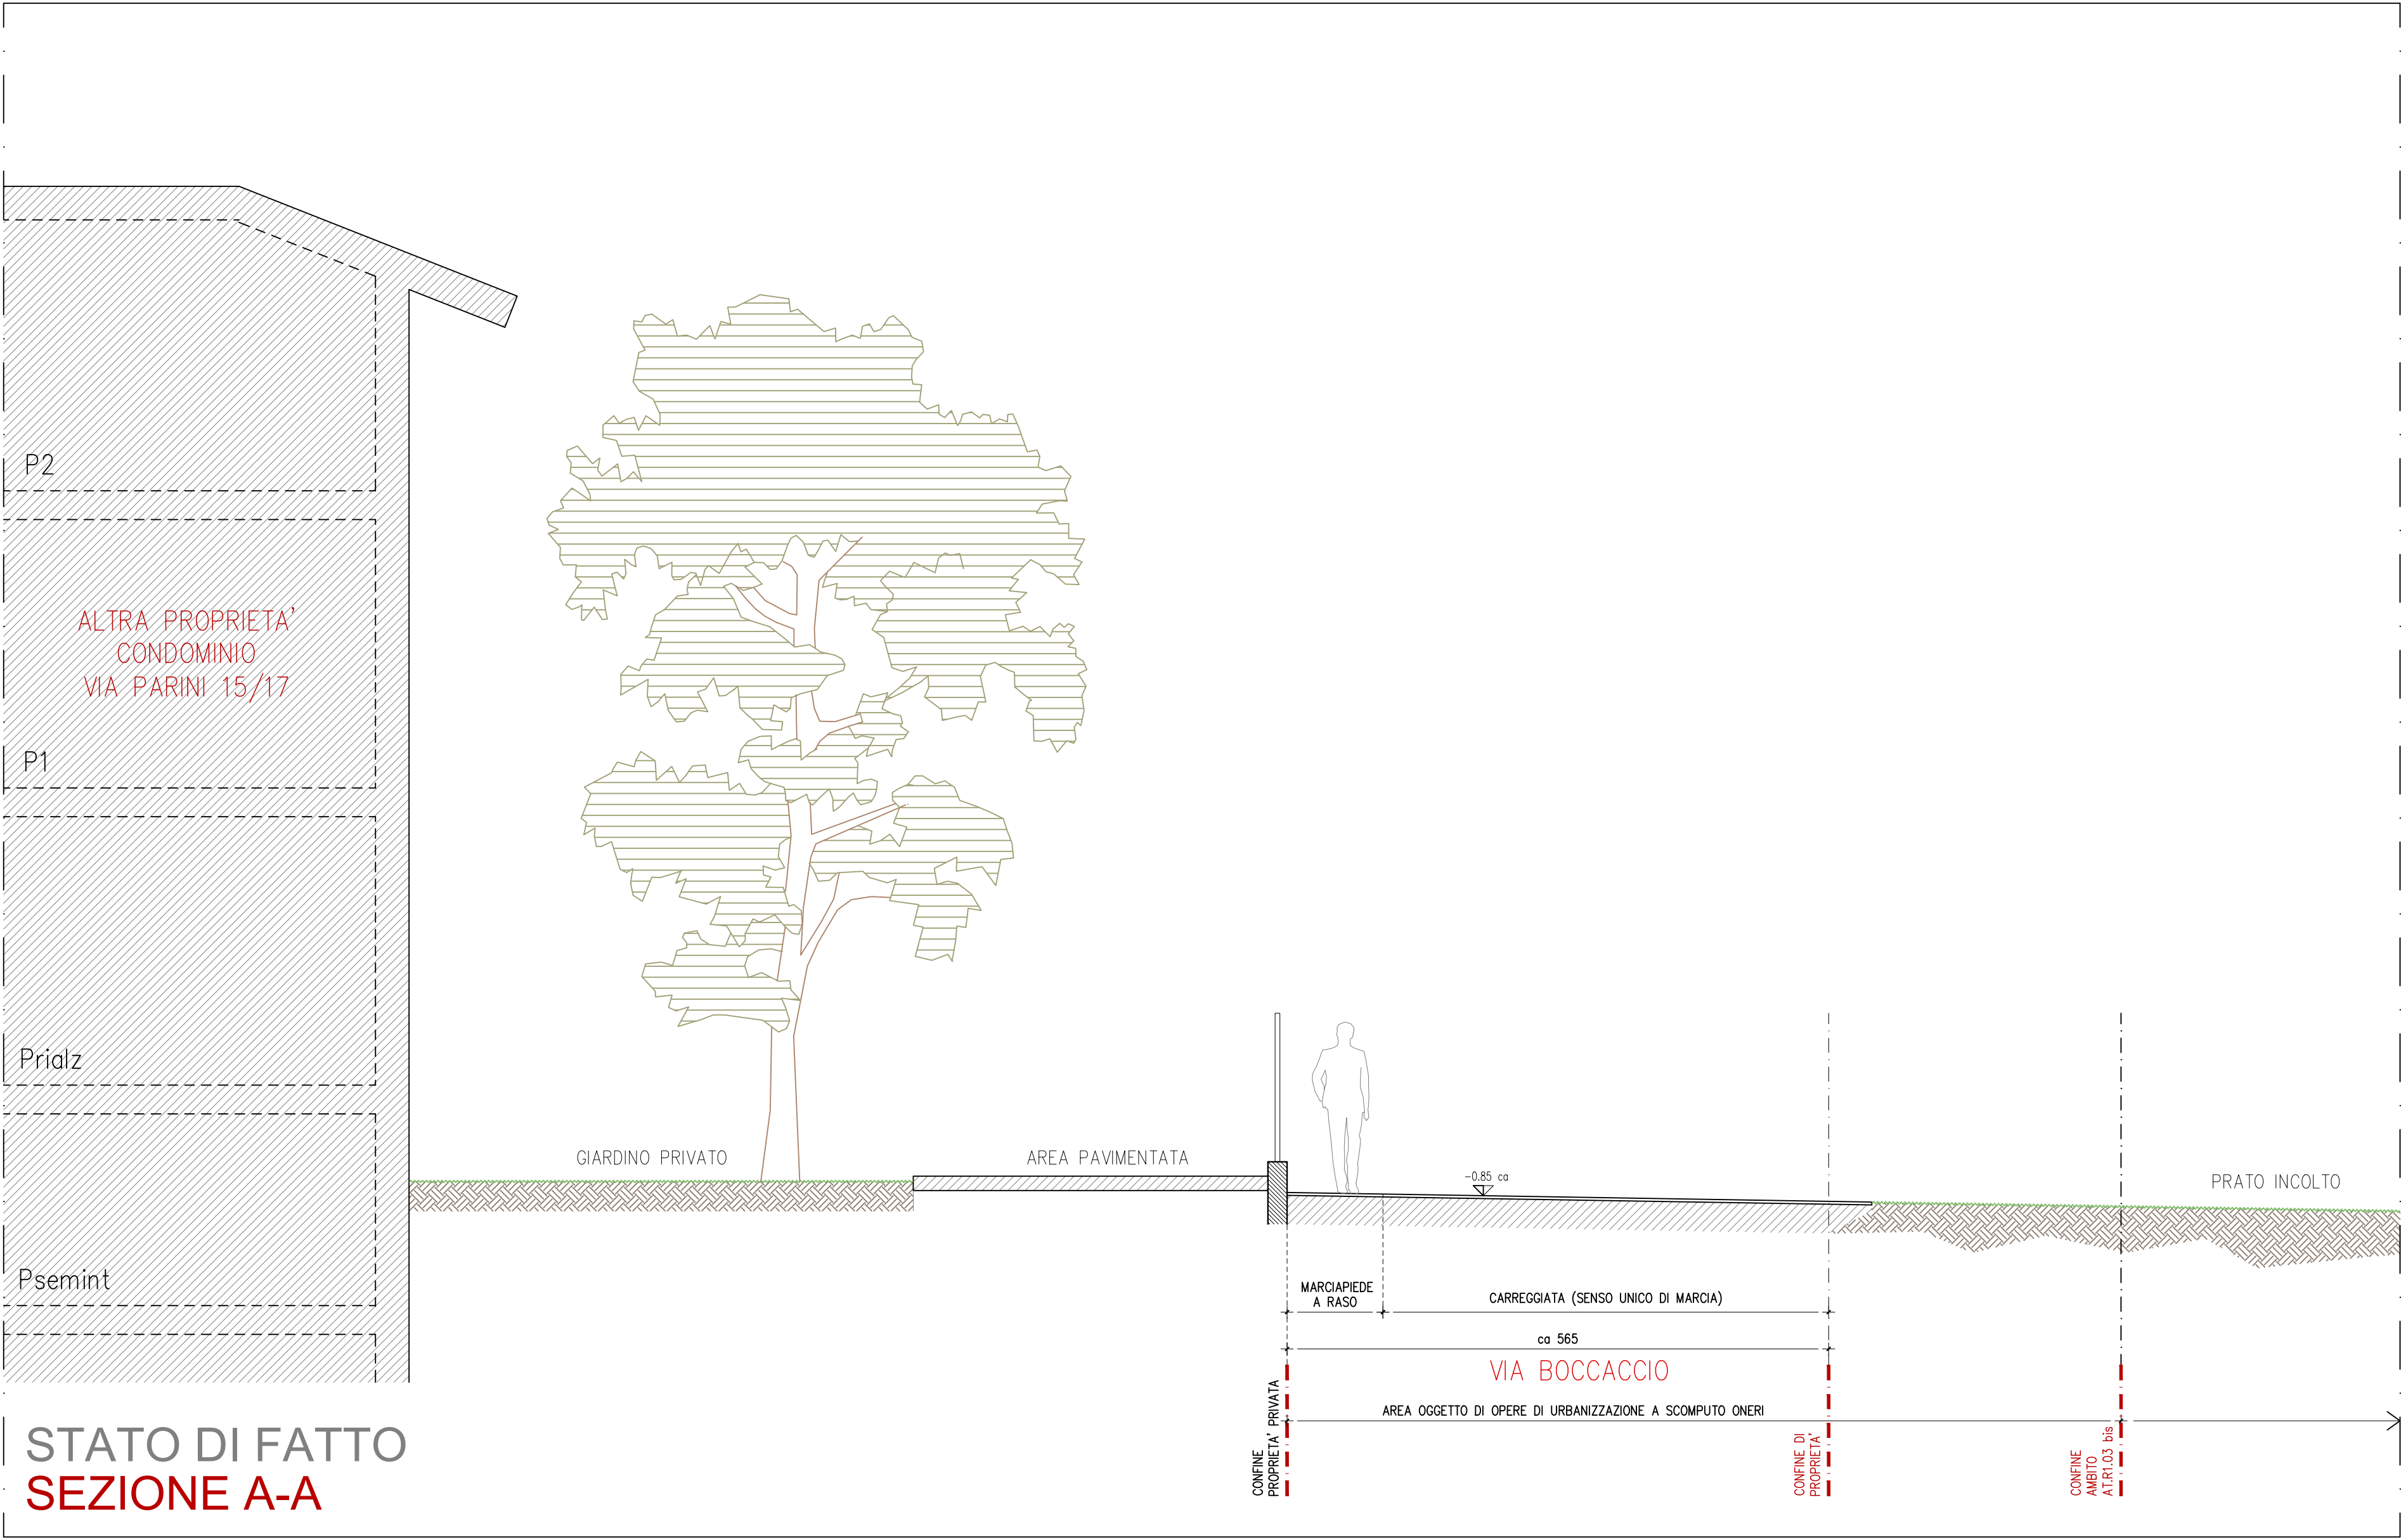 P2
ALTRA PROPRIETA'
CONDOMINIO
VIA PARINI 15/17
P1
Prialz
GIARDINO PRIVATO
AREA PAVIMENTATA
-0.85 ca
PRATO INCOLTO
Psemint
MARCIAPIEDE
A RASO
CARREGGIATA (SENSO UNICO DI MARCIA)
ca 565
VIA BOCCACCIO
AREA OGGETTO DI OPERE DI URBANIZZAZIONE A SCOMPUTO ONERI
CONFINE
PROPRIETA' PRIVATA
CONFINE DI
PROPRIETA'
CONFINE
AMBITO
AT.R1.03 bis
STATO DI FATTO
SEZIONE A-A